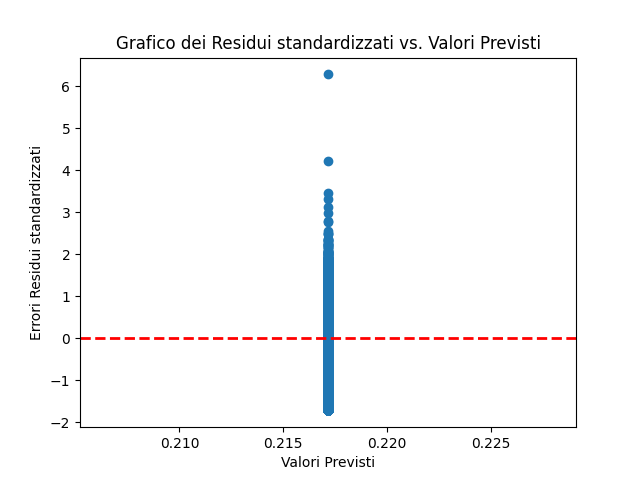 Grafico dei Residui standardizzati vs. Valori Previsti
Errori Residui standardizzati
6
5
4
3
2
1
0
−1
−2
0.210 0.215 0.220 0.225
Valori Previsti